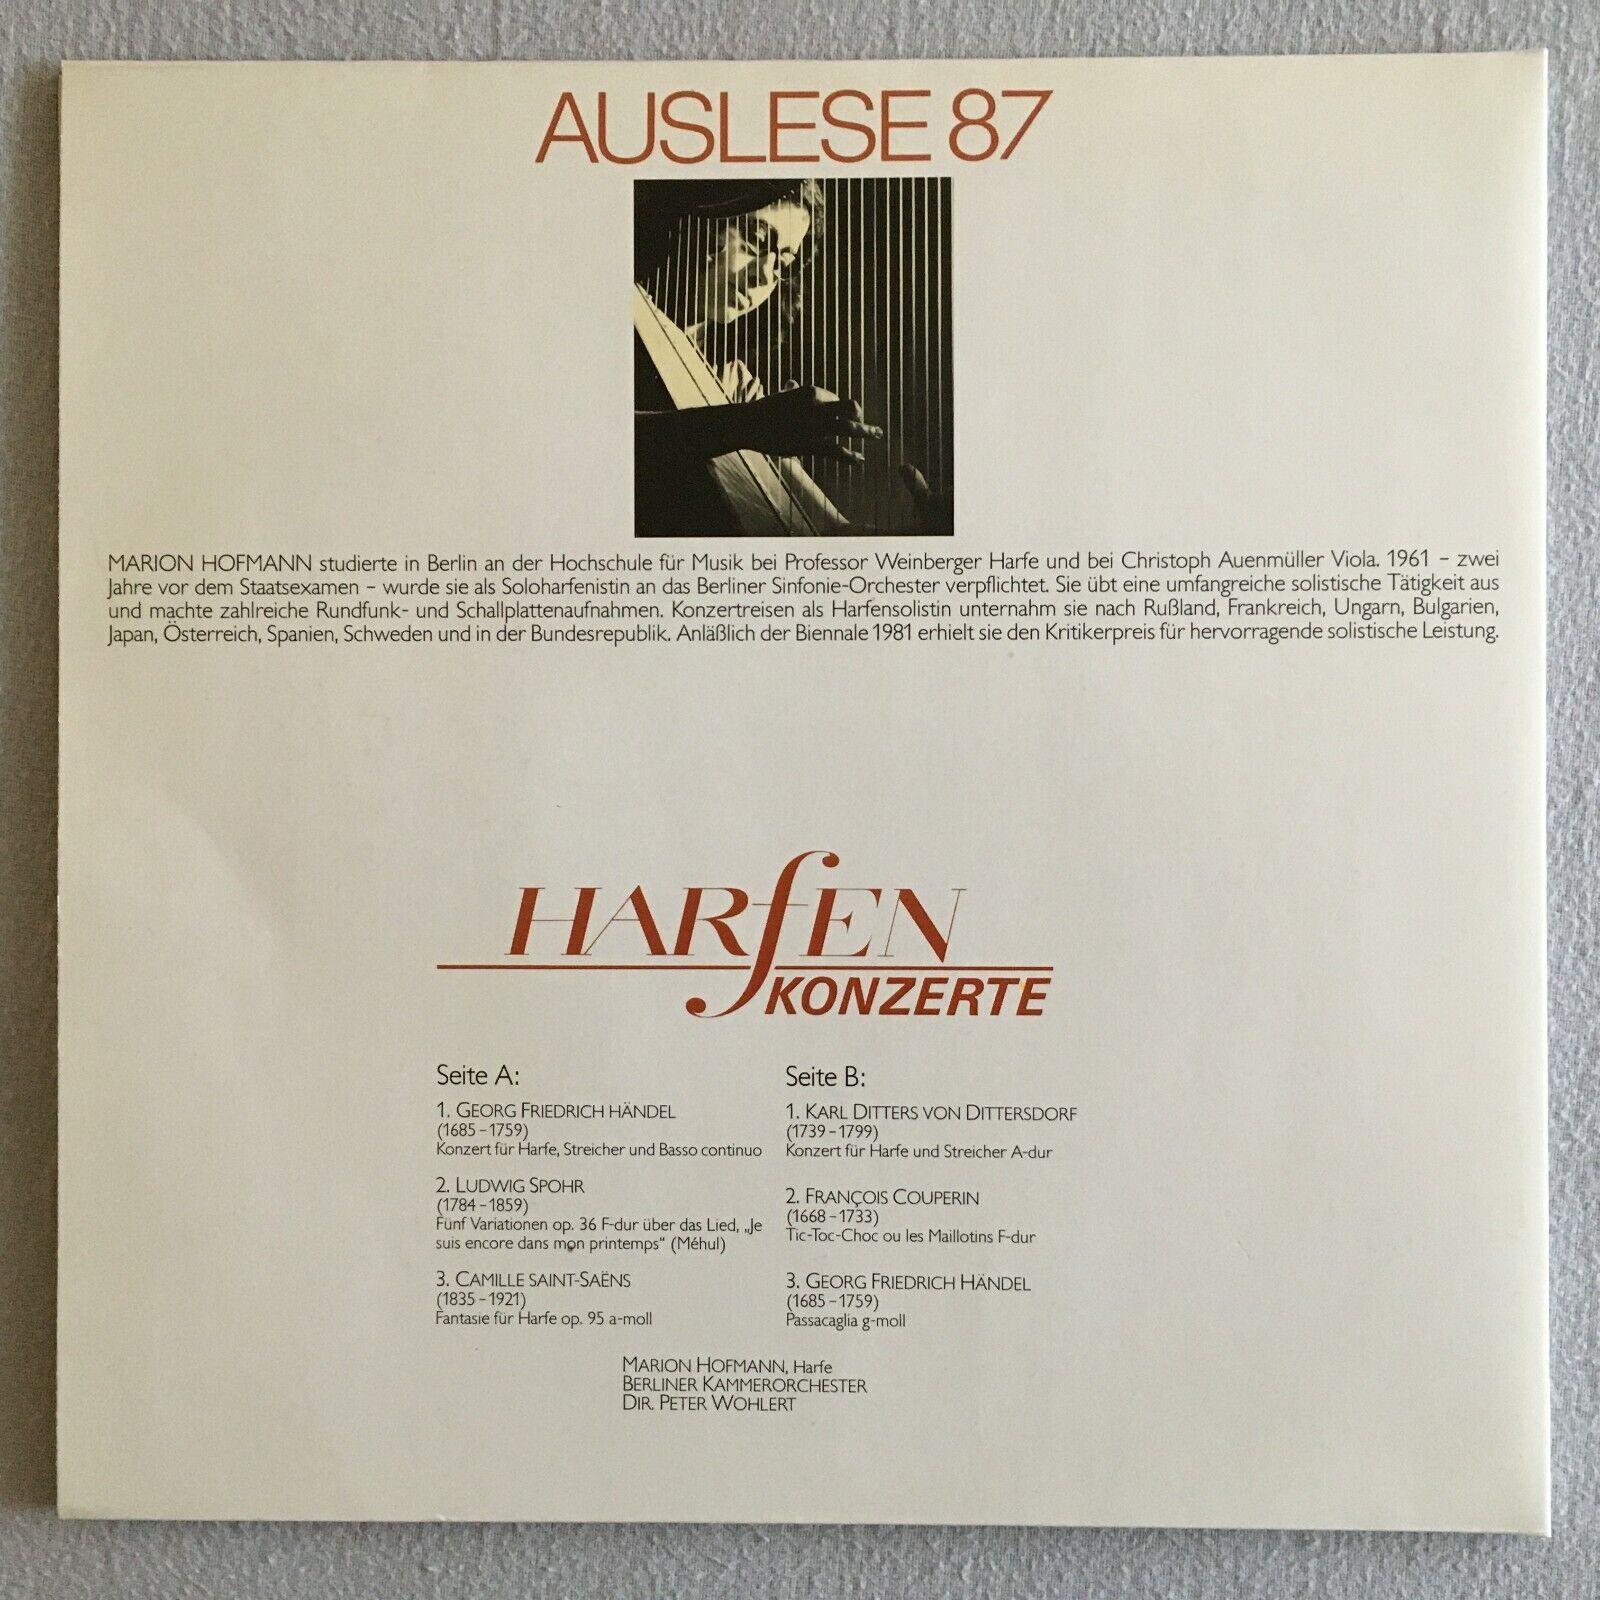 AUSLESE 87
MARION HOFMANN studierte in Berlin an der Hochschule für Musik bei Professor Weinberger Harfe und bei Christoph Auenmüller Viola. 1961 – zwei
Jahre vor dem Staatsexamen – wurde sie als Soloharfenistin an das Berliner Sinfonie-Orchester verpflichtet. Sie übt eine umfangreiche solistische Tätigkeit aus
und machte zahlreiche Rundfunk- und Schallplattenaufnahmen. Konzertreisen als Harfensolistin unternahm sie nach Rußland, Frankreich, Ungarn, Bulgarien,
Japan, Österreich, Spanien, Schweden und in der Bundesrepublik. Anläßlich der Biennale 1981 erhielt sie den Kritikerpreis für hervorragende solistische Leistung.
HARfEN
KONZERTE
Seite A:
1. GEORG FRIEDRICH HÄNDEL
(1685–1759)
Konzert für Harfe, Streicher und Basso continuo
2. LUDWIG SPOHR
(1784–1859)
Fünf Variationen op. 36 F-dur über das Lied, „Je
suis encore dans mon printemps“ (Méhul)
3. CAMILLE SAINT-SAËNS
(1835–1921)
Fantasie für Harfe op. 95 a-moll
Seite B:
1. KARL DITTERS VON DITTERSDORF
(1739–1799)
Konzert für Harfe und Streicher A-dur
2. FRANÇOIS COUPERIN
(1668–1733)
Tic-Toc-Choc ou les Maillotins F-dur
3. GEORG FRIEDRICH HÄNDEL
(1685–1759)
Passacaglia g-moll
MARION HOFMANN, Harfe
BERLINER KAMMERORCHESTER
DIR. PETER WOHLERT